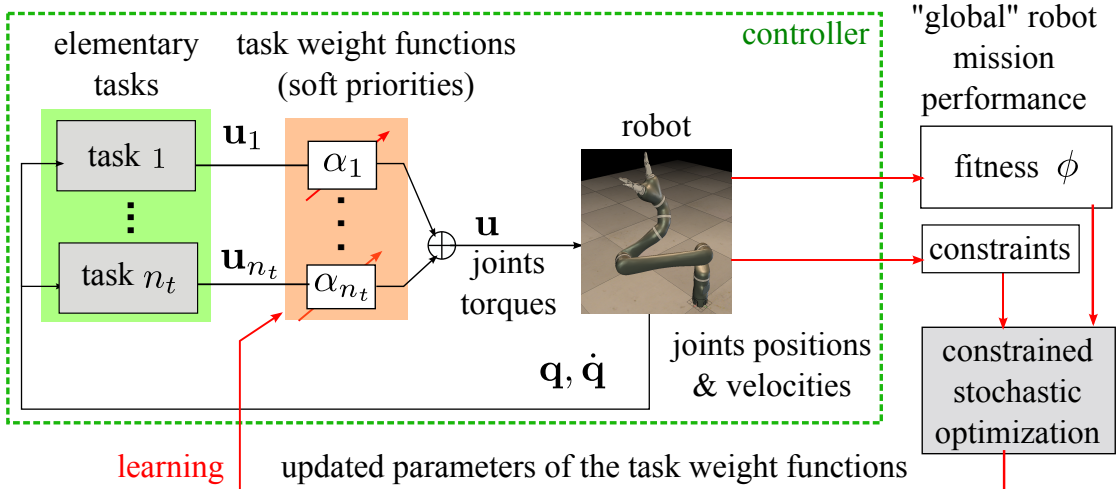 controller
"global" robot
mission
performance
elementary
tasks
task weight functions
(soft priorities)
robot
task 1
u₁
α₁
fitness ϕ
task nₜ
uₙₜ
αₙₜ
u
joints
torques
constraints
q, q̇
joints positions
& velocities
constrained
stochastic
optimization
learning
updated parameters of the task weight functions